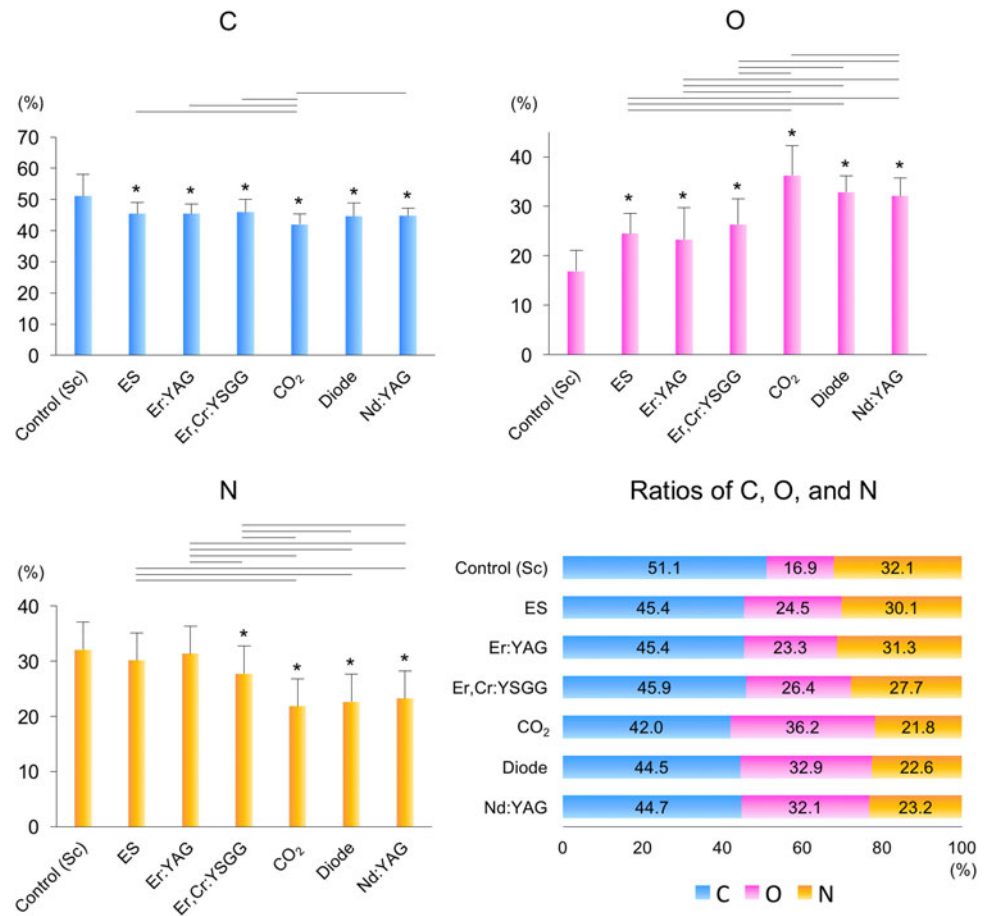 C
(%)
70
60
50
40
30
20
10
0
* * * * * *
Control (Sc) ES Er:YAG Er,Cr:YSGG CO₂ Diode Nd:YAG
O
(%)
40
30
20
10
0
* * * * * *
Control (Sc) ES Er:YAG Er,Cr:YSGG CO₂ Diode Nd:YAG
N
(%)
40
30
20
10
0
* * * *
Control (Sc) ES Er:YAG Er,Cr:YSGG CO₂ Diode Nd:YAG
Ratios of C, O, and N
Control (Sc) 51.1 16.9 32.1
ES 45.4 24.5 30.1
Er:YAG 45.4 23.3 31.3
Er,Cr:YSGG 45.9 26.4 27.7
CO₂ 42.0 36.2 21.8
Diode 44.5 32.9 22.6
Nd:YAG 44.7 32.1 23.2
0 20 40 60 80 100
(%)
C O N